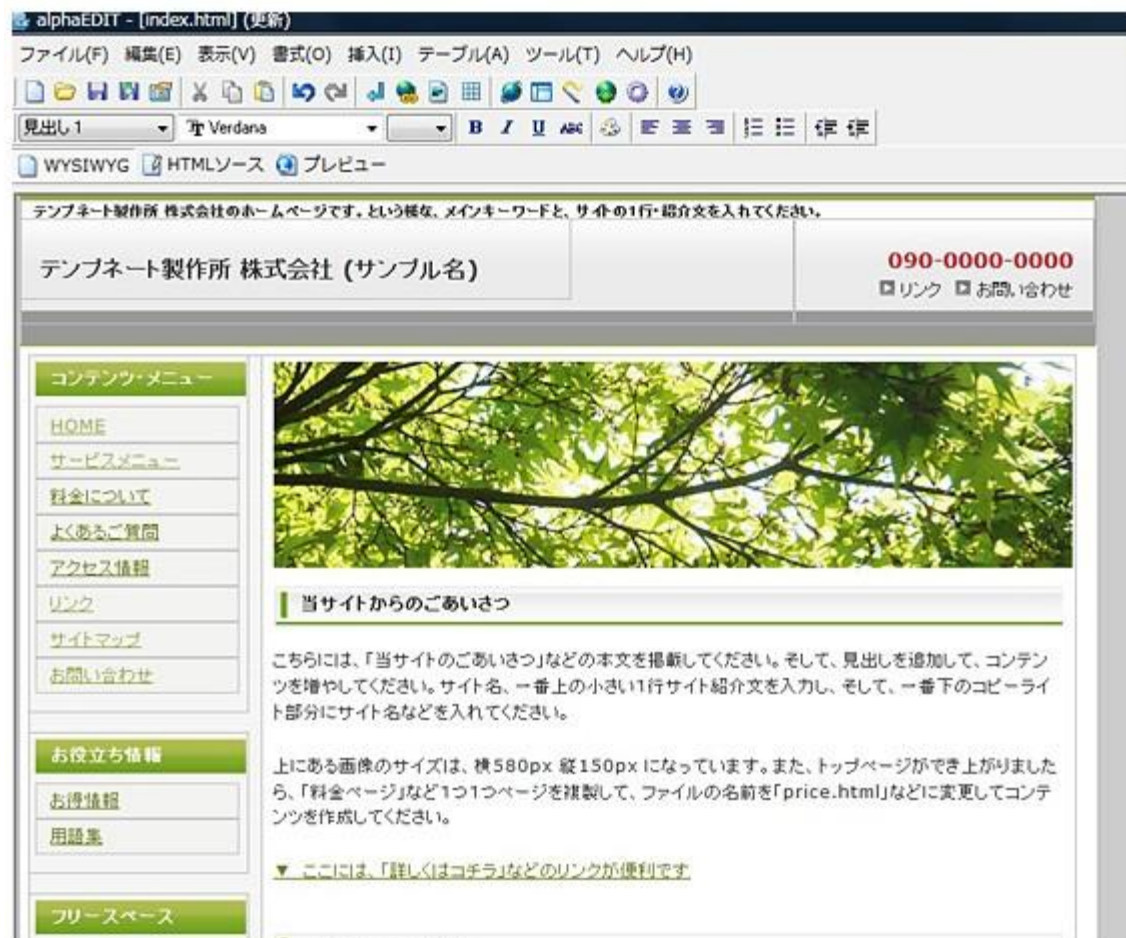 alphaEDIT - [index.html] (更新)
ファイル(F) 編集(E) 表示(V) 書式(O) 挿入(I) テーブル(A) ツール(T) ヘルプ(H)
見出し 1 Verdana B I U ABC
WYSIWYG HTMLソース プレビュー
テンプネート製作所 株式会社のホームページです。という様な、メインキーワードと、サイトの1行・紹介文を入れてください。
テンプネート製作所 株式会社 (サンプル名)
090-0000-0000
リンク お問い合わせ
コンテンツ・メニュー
HOME
サービスメニュー
料金について
よくあるご質問
アクセス情報
リンク
サイトマップ
お問い合わせ
お役立ち情報
お得情報
用語集
フリースペース
当サイトからのごあいさつ
こちらには、「当サイトのごあいさつ」などの本文を掲載してください。そして、見出しを追加して、コンテン
ツを増やしてください。サイト名、一番上の小さい1行サイト紹介文を入力し、そして、一番下のコピーライ
ト部分にサイト名などを入れてください。
上にある画像のサイズは、横580px 縦150px になっています。また、トップページができ上がりました
ら、「料金ページ」など1つ1つページを複製して、ファイルの名前を「price.html」などに変更してコンテ
ンツを作成してください。
▼ ここには、「詳しくはコチラ」などのリンクが便利です